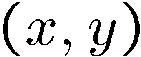 (x, y)